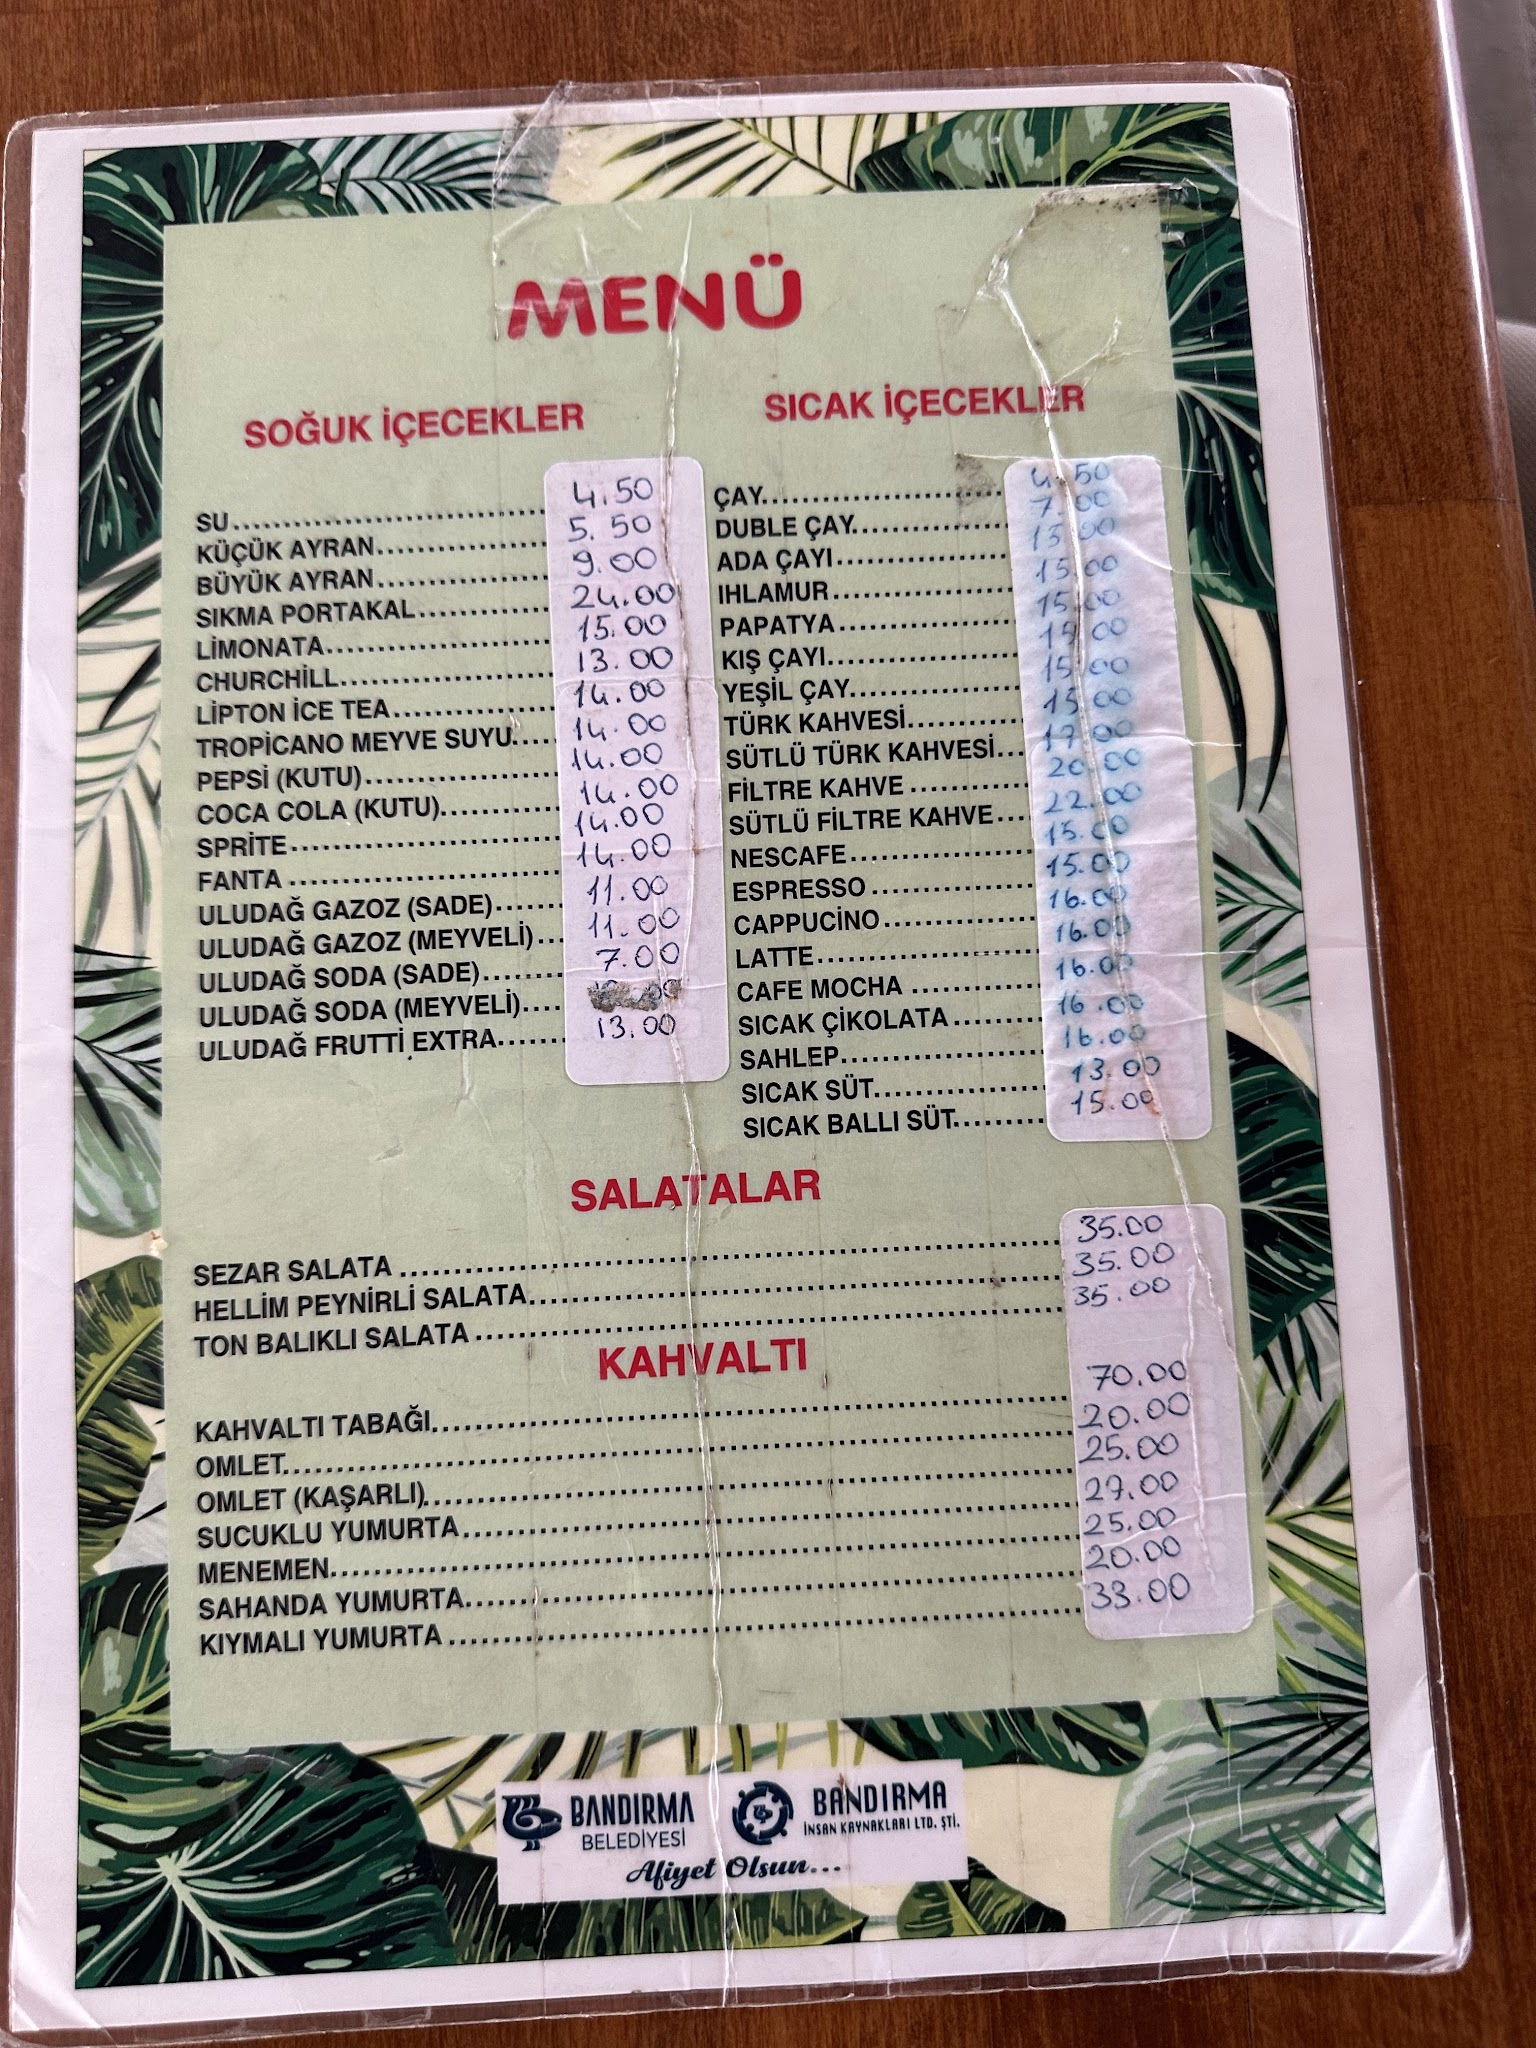 MENÜ
SOĞUK İÇECEKLER
SU 4.50
KÜÇÜK AYRAN 5.50
BÜYÜK AYRAN 9.00
SIKMA PORTAKAL 24.00
LİMONATA 15.00
CHURCHİLL 13.00
LİPTON İCE TEA 14.00
TROPİCANO MEYVE SUYU 14.00
PEPSİ (KUTU) 14.00
COCA COLA (KUTU) 14.00
SPRİTE 14.00
FANTA 14.00
ULUDAĞ GAZOZ (SADE) 11.00
ULUDAĞ GAZOZ (MEYVELİ) 11.00
ULUDAĞ SODA (SADE) 7.00
ULUDAĞ SODA (MEYVELİ)
ULUDAĞ FRUTTİ EXTRA 13.00
SICAK İÇECEKLER
ÇAY 4.50
DUBLE ÇAY 7.00
ADA ÇAYI
IHLAMUR 15.00
PAPATYA 15.00
KIŞ ÇAYI 15.00
YEŞİL ÇAY 15.00
TÜRK KAHVESİ 15.00
SÜTLÜ TÜRK KAHVESİ 17.00
FİLTRE KAHVE 20.00
SÜTLÜ FİLTRE KAHVE 22.00
NESCAFE 15.00
ESPRESSO 15.00
CAPPUCİNO 16.00
LATTE 16.00
CAFE MOCHA 16.00
SICAK ÇİKOLATA 16.00
SAHLEP 16.00
SICAK SÜT 13.00
SICAK BALLI SÜT 15.00
SALATALAR
SEZAR SALATA 35.00
HELLİM PEYNİRLİ SALATA 35.00
TON BALIKLI SALATA 35.00
KAHVALTI
KAHVALTI TABAĞI 70.00
OMLET 20.00
OMLET (KAŞARLI) 25.00
SUCUKLU YUMURTA 27.00
MENEMEN 25.00
SAHANDA YUMURTA 20.00
KIYMALI YUMURTA 33.00
BANDIRMA
BELEDİYESİ
BANDIRMA
İNSAN KAYNAKLARI LTD. ŞTİ.
Afiyet Olsun...